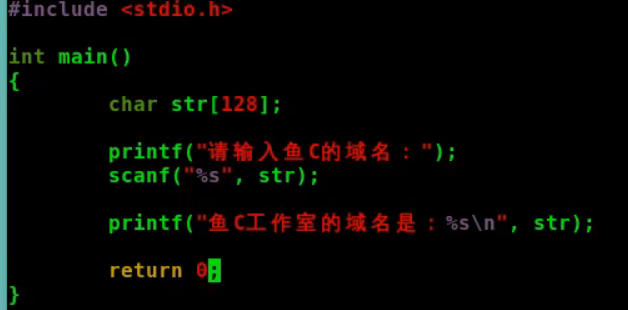 #include <stdio.h>
int main()
{
char str[128];
printf("请输入鱼C的域名：");
scanf("%s", str);
printf("鱼C工作室的域名是：%s\n", str);
return 0;
}